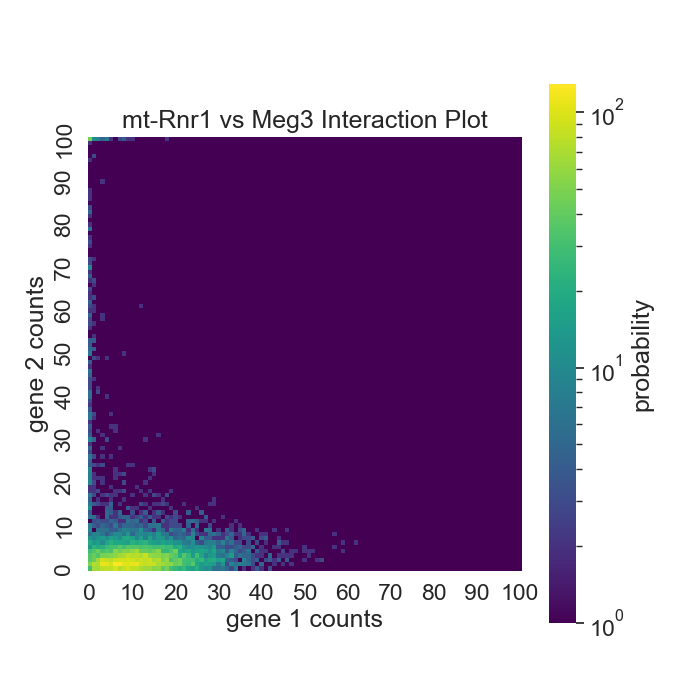 mt-Rnr1 vs Meg3 Interaction Plot
gene 2 counts
100
90
80
70
60
50
40
30
20
10
0
0 10 20 30 40 50 60 70 80 90 100
gene 1 counts
10²
10¹
10⁰
probability